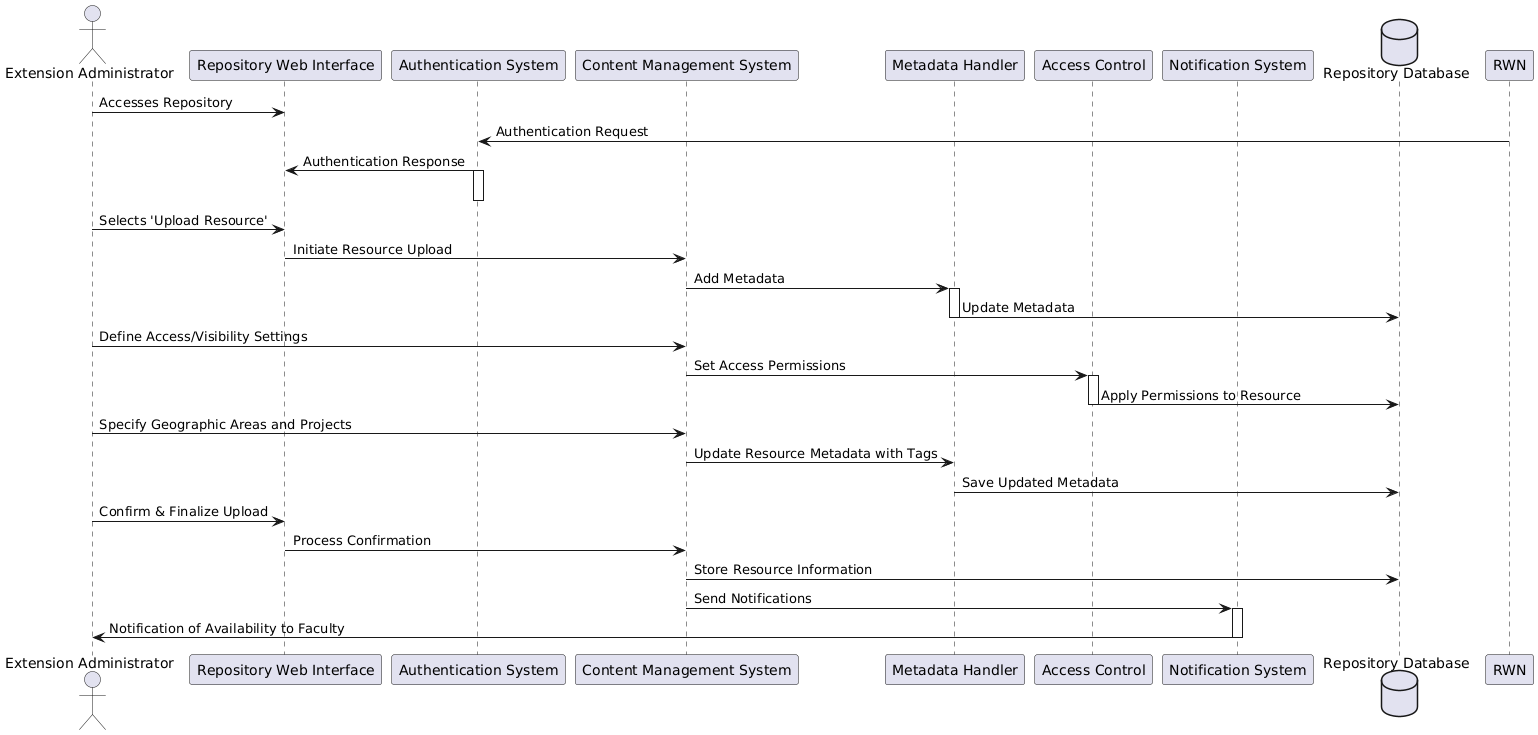 Extension Administrator
Repository Web Interface
Authentication System
Content Management System
Metadata Handler
Access Control
Notification System
Repository Database
RWN
Accesses Repository
Authentication Request
Authentication Response
Selects 'Upload Resource'
Initiate Resource Upload
Add Metadata
Update Metadata
Define Access/Visibility Settings
Set Access Permissions
Apply Permissions to Resource
Specify Geographic Areas and Projects
Update Resource Metadata with Tags
Save Updated Metadata
Confirm & Finalize Upload
Process Confirmation
Store Resource Information
Send Notifications
Notification of Availability to Faculty
Extension Administrator
Repository Web Interface
Authentication System
Content Management System
Metadata Handler
Access Control
Notification System
Repository Database
RWN